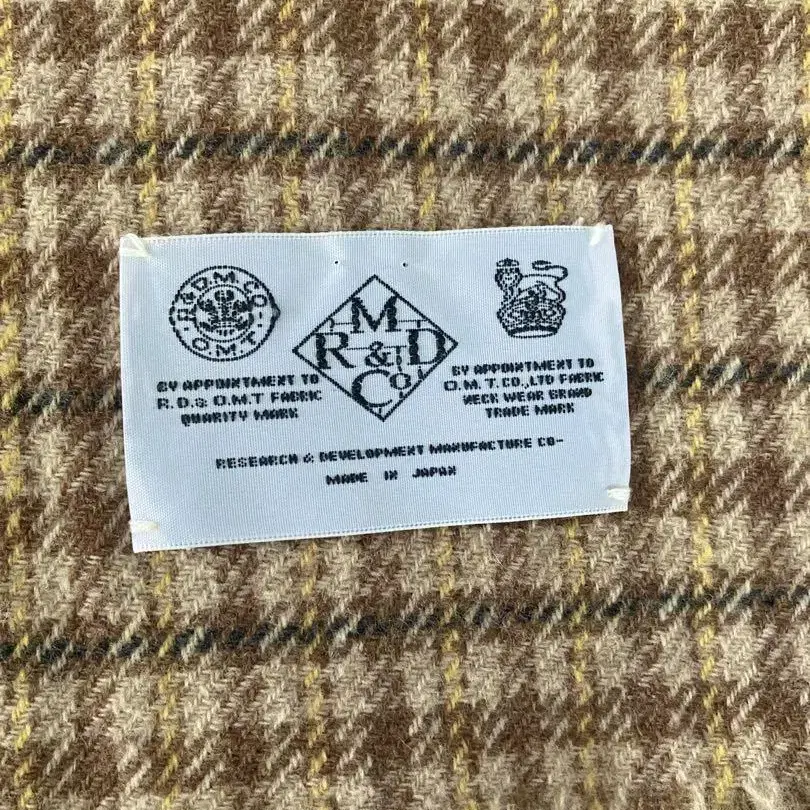 R&D.M.CO
O.M.T.
M
R & D
Co
BY APPOINTMENT TO
R.D.& O.M.T FABRIC
QUARITY MARK
BY APPOINTMENT TO
O.M.T.CO.,LTD FABRIC
NECK WEAR BRAND
TRADE MARK
RESEARCH & DEVELOPMENT MANUFACTURE CO-
MADE IN JAPAN